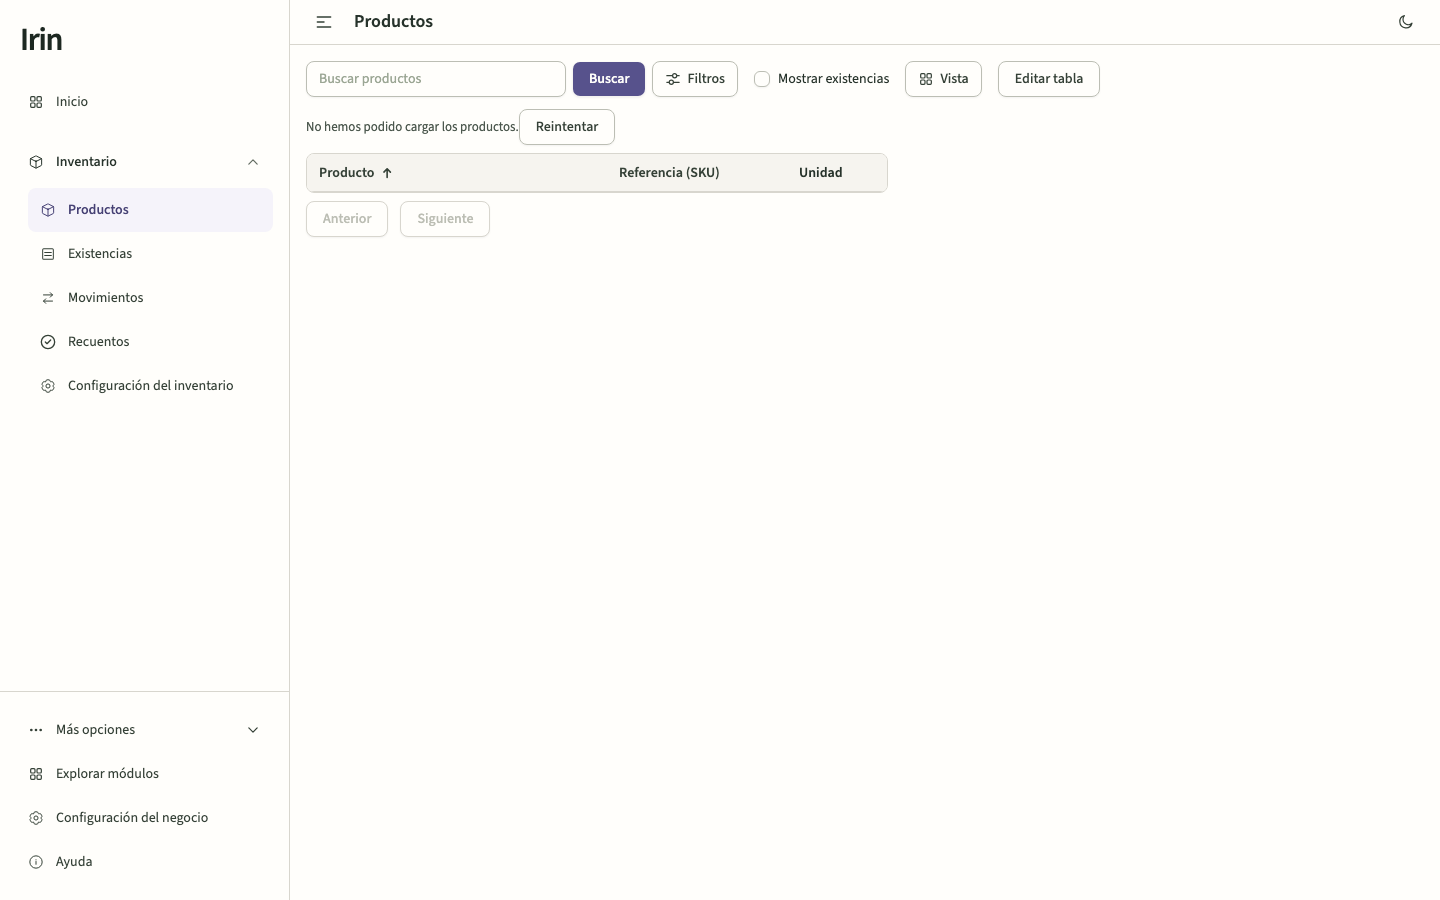 Irin
Productos
Inicio
Inventario
Productos
Existencias
Movimientos
Recuentos
Configuración del inventario
Más opciones
Explorar módulos
Configuración del negocio
Ayuda
Buscar productos
Buscar
Filtros
Mostrar existencias
Vista
Editar tabla
No hemos podido cargar los productos.
Reintentar
Producto
Referencia (SKU)
Unidad
Anterior
Siguiente